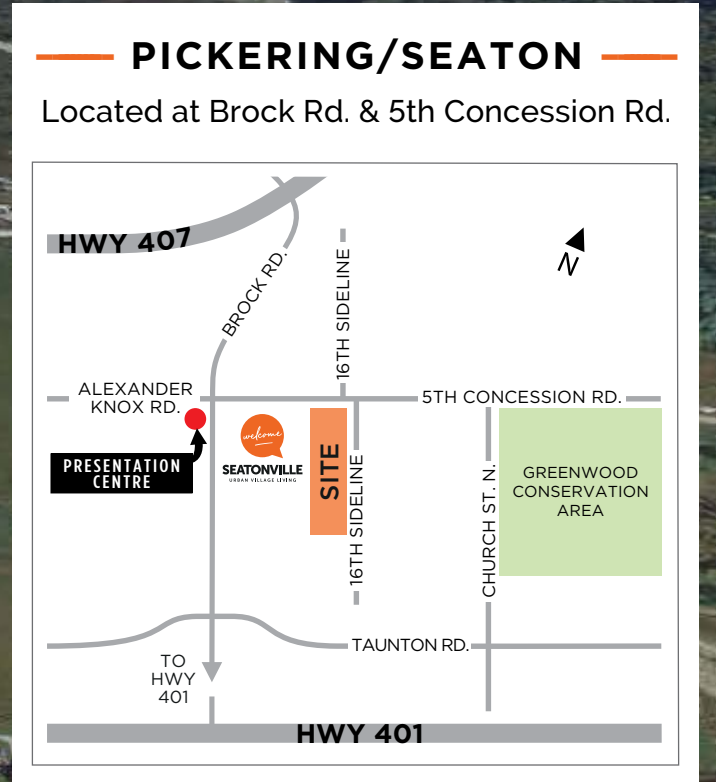 PICKERING/SEATON
Located at Brock Rd. & 5th Concession Rd.
HWY 407
BROCK RD.
16TH SIDELINE
N
ALEXANDER
KNOX RD.
5TH CONCESSION RD.
welcome
SEATONVILLE
URBAN VILLAGE LIVING
PRESENTATION
CENTRE
SITE
16TH SIDELINE
CHURCH ST. N.
GREENWOOD
CONSERVATION
AREA
TAUNTON RD.
TO
HWY
401
HWY 401